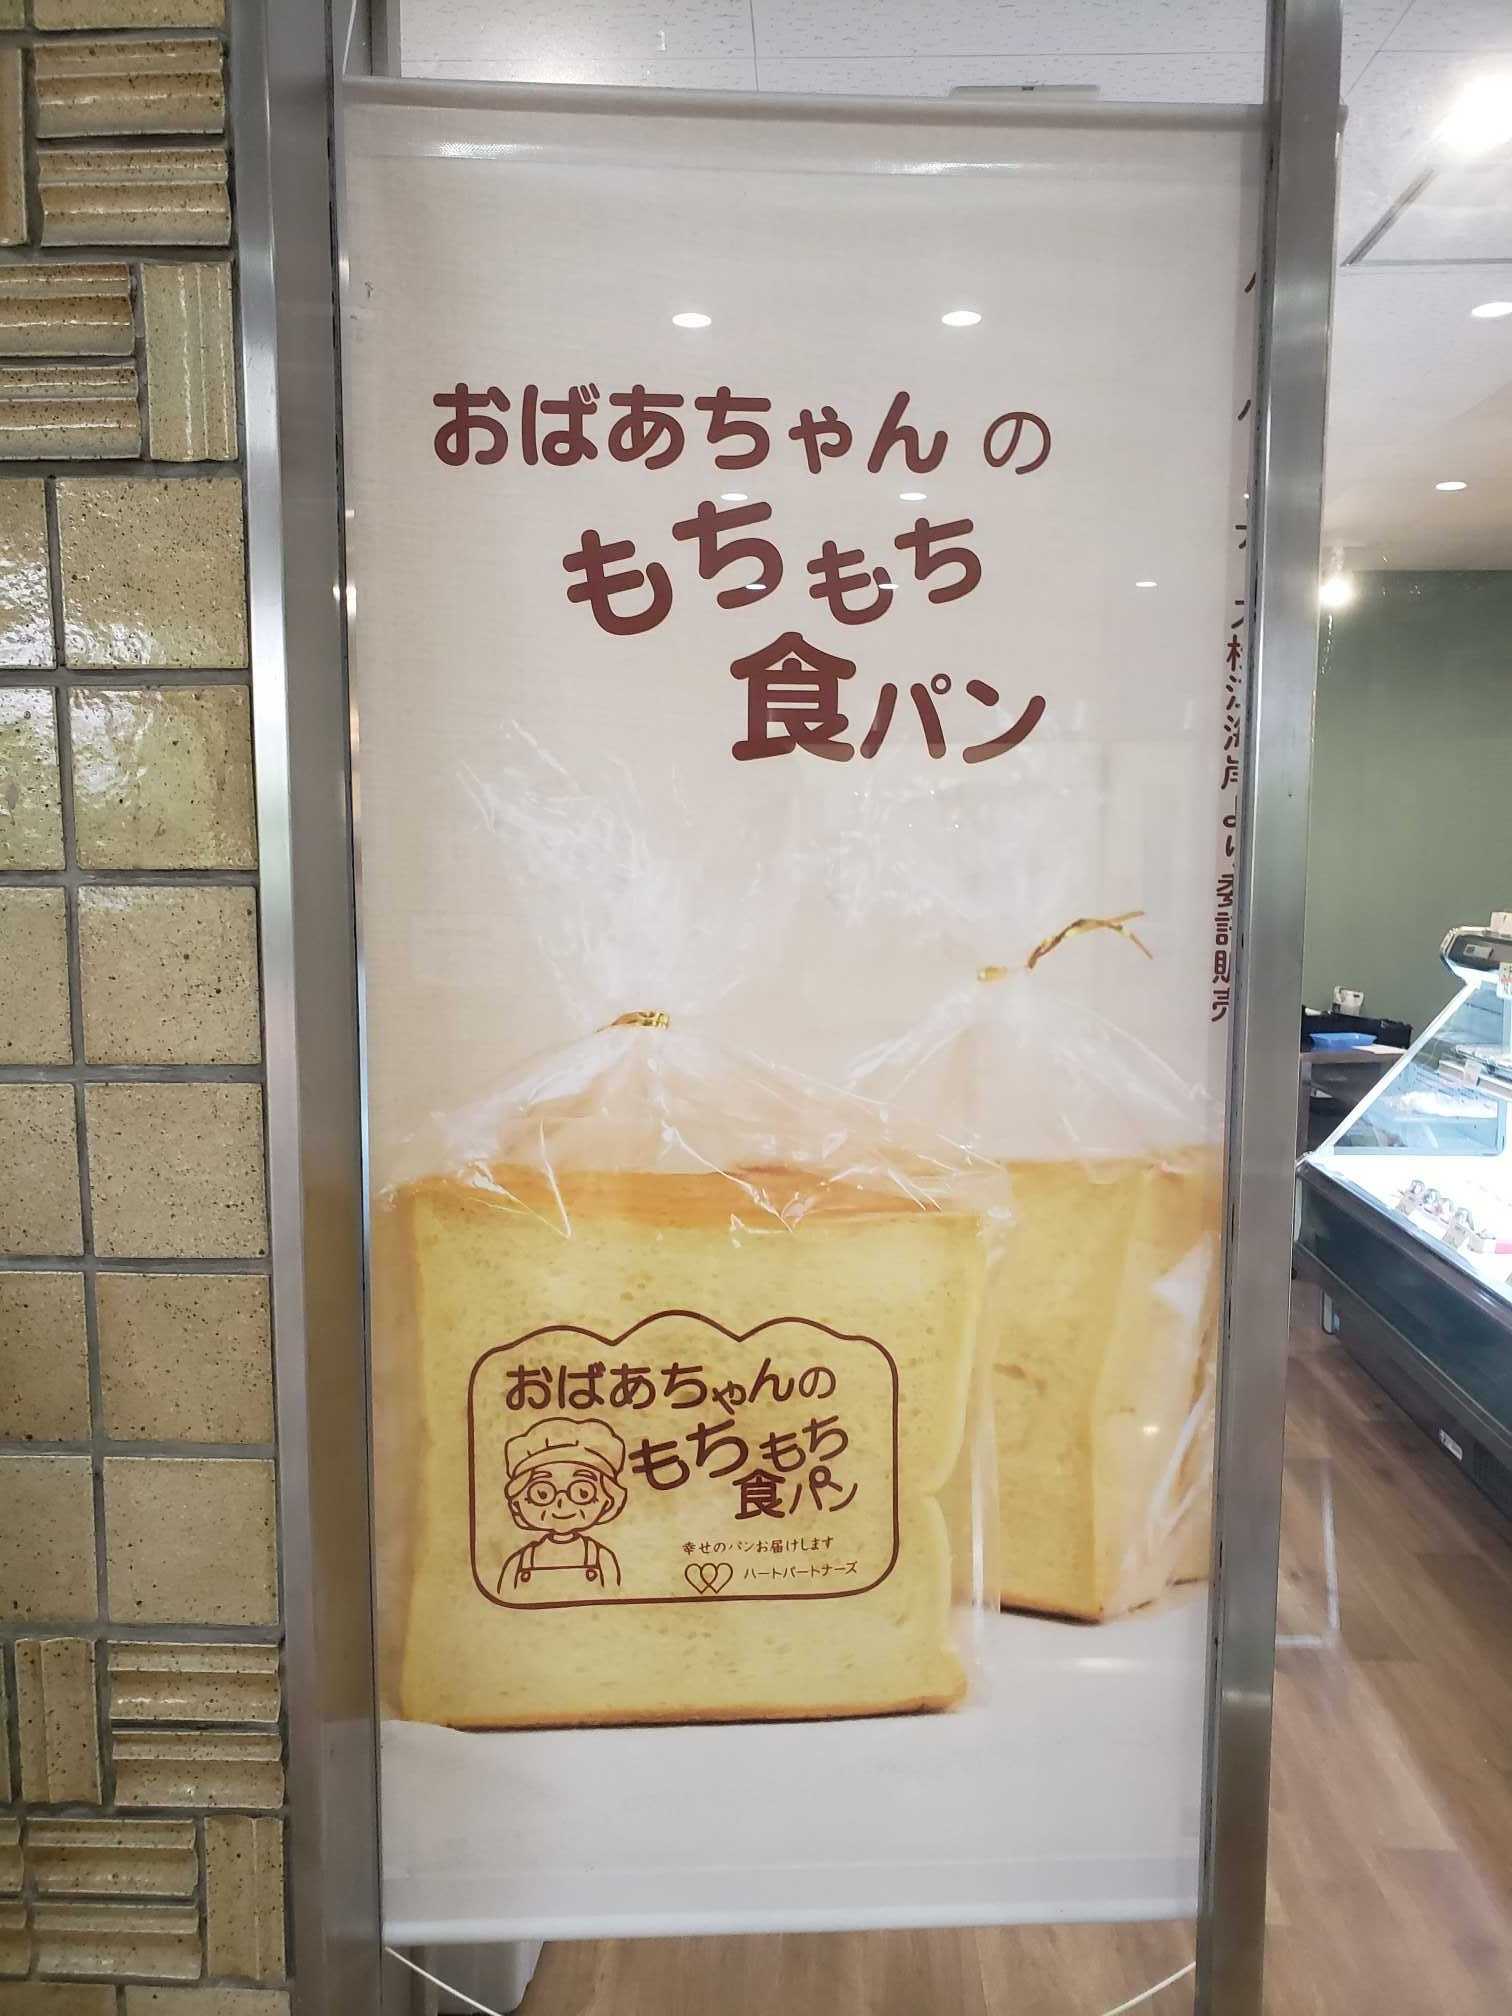 おばあちゃんの
もちもち
食パン
おばあちゃんの
もちもち
食パン
幸せのパンお届けします
ハートパートナーズ